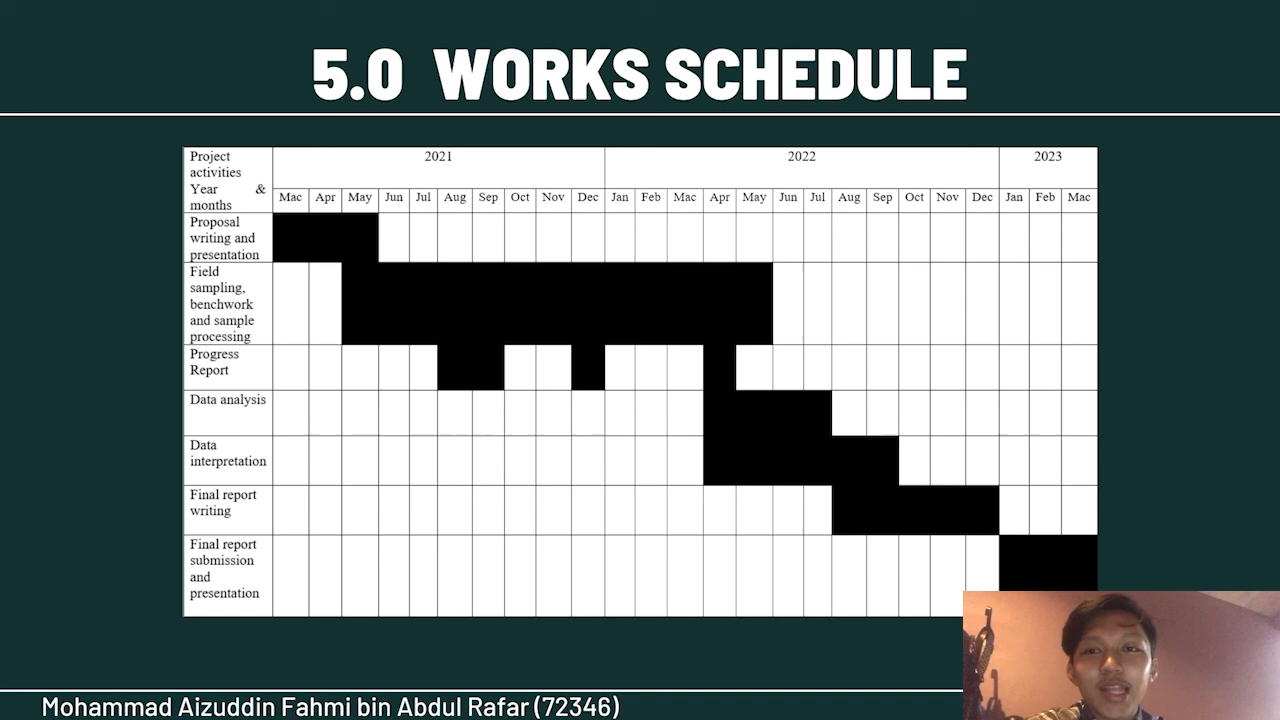 5.0 WORKS SCHEDULE
Project
activities
Year &
months
2021
2022
2023
Mac Apr May Jun Jul Aug Sep Oct Nov Dec Jan Feb Mac Apr May Jun Jul Aug Sep Oct Nov Dec Jan Feb Mac
Proposal
writing and
presentation
Field
sampling,
benchwork
and sample
processing
Progress
Report
Data analysis
Data
interpretation
Final report
writing
Final report
submission
and
presentation
Mohammad Aizuddin Fahmi bin Abdul Rafar (72346)